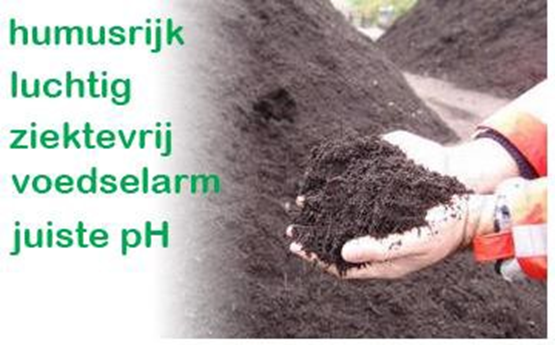 humusrijk
luchtig
ziektevrij
voedselarm
juiste pH